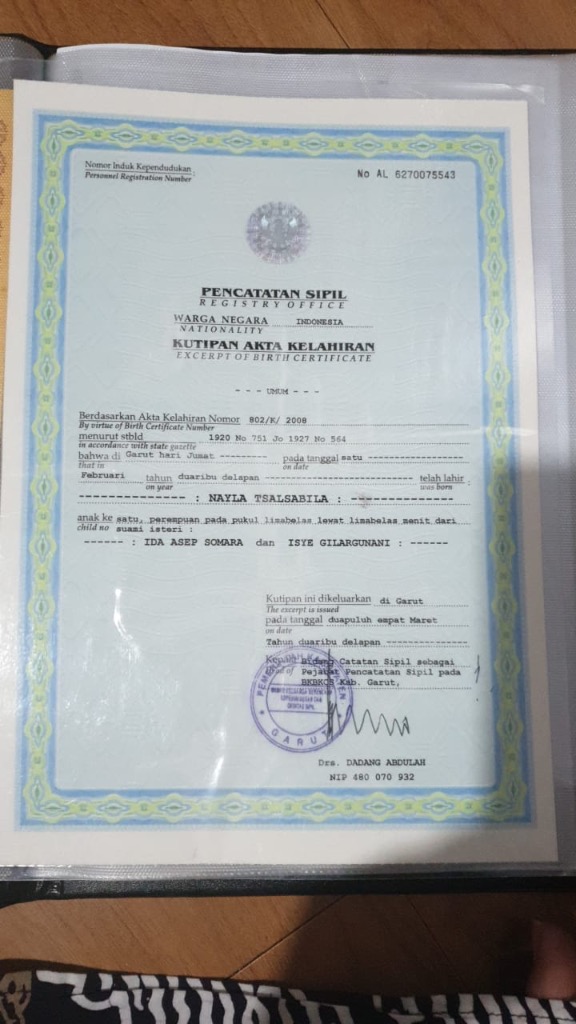 Nomor Induk Kependudukan
Personnel Registration Number
No AL 6270075543
PENCATATAN SIPIL
REGISTRY OFFICE
WARGA NEGARA INDONESIA
NATIONALITY
KUTIPAN AKTA KELAHIRAN
EXCERPT OF BIRTH CERTIFICATE
- - - UMUM - - -
Berdasarkan Akta Kelahiran Nomor 802/K/ 2008
By virtue of Birth Certificate Number
menurut stbld 1920 No 751 Jo 1927 No 564
in accordance with state gazette
bahwa di Garut hari Jumat ---------- pada tanggal satu --------------------
that in on date
Februari tahun duaribu delapan -------------------------------- telah lahir
on year was born
---------------- : NAYLA TSALSABILA : ----------------
anak ke satu, perempuan pada pukul limabelas lewat limabelas menit dari
child no suami isteri :
------ : IDA ASEP SOMARA dan ISYE GILARGUNANI : ------
Kutipan ini dikeluarkan di Garut
The excerpt is issued
pada tanggal duapuluh empat Maret
on date
Tahun duaribu delapan -----------------
Kepala Bidang Catatan Sipil sebagai
Head of Pejabat Pencatatan Sipil pada
BKBKCS Kab. Garut,
PEMERINTAH KABUPATEN
GARUT
Drs. DADANG ABDULAH
NIP 480 070 932